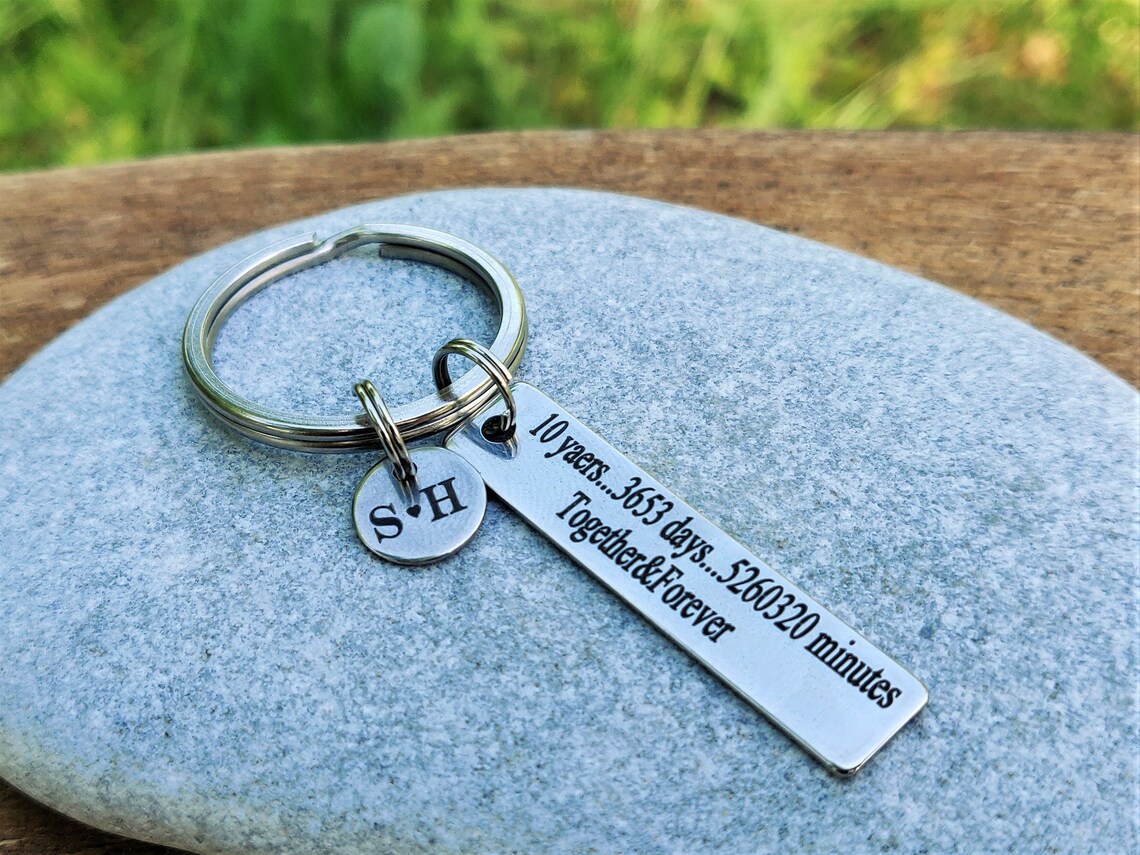 S♥H
10 yaers...3653 days...5260320 minutes
Together&Forever